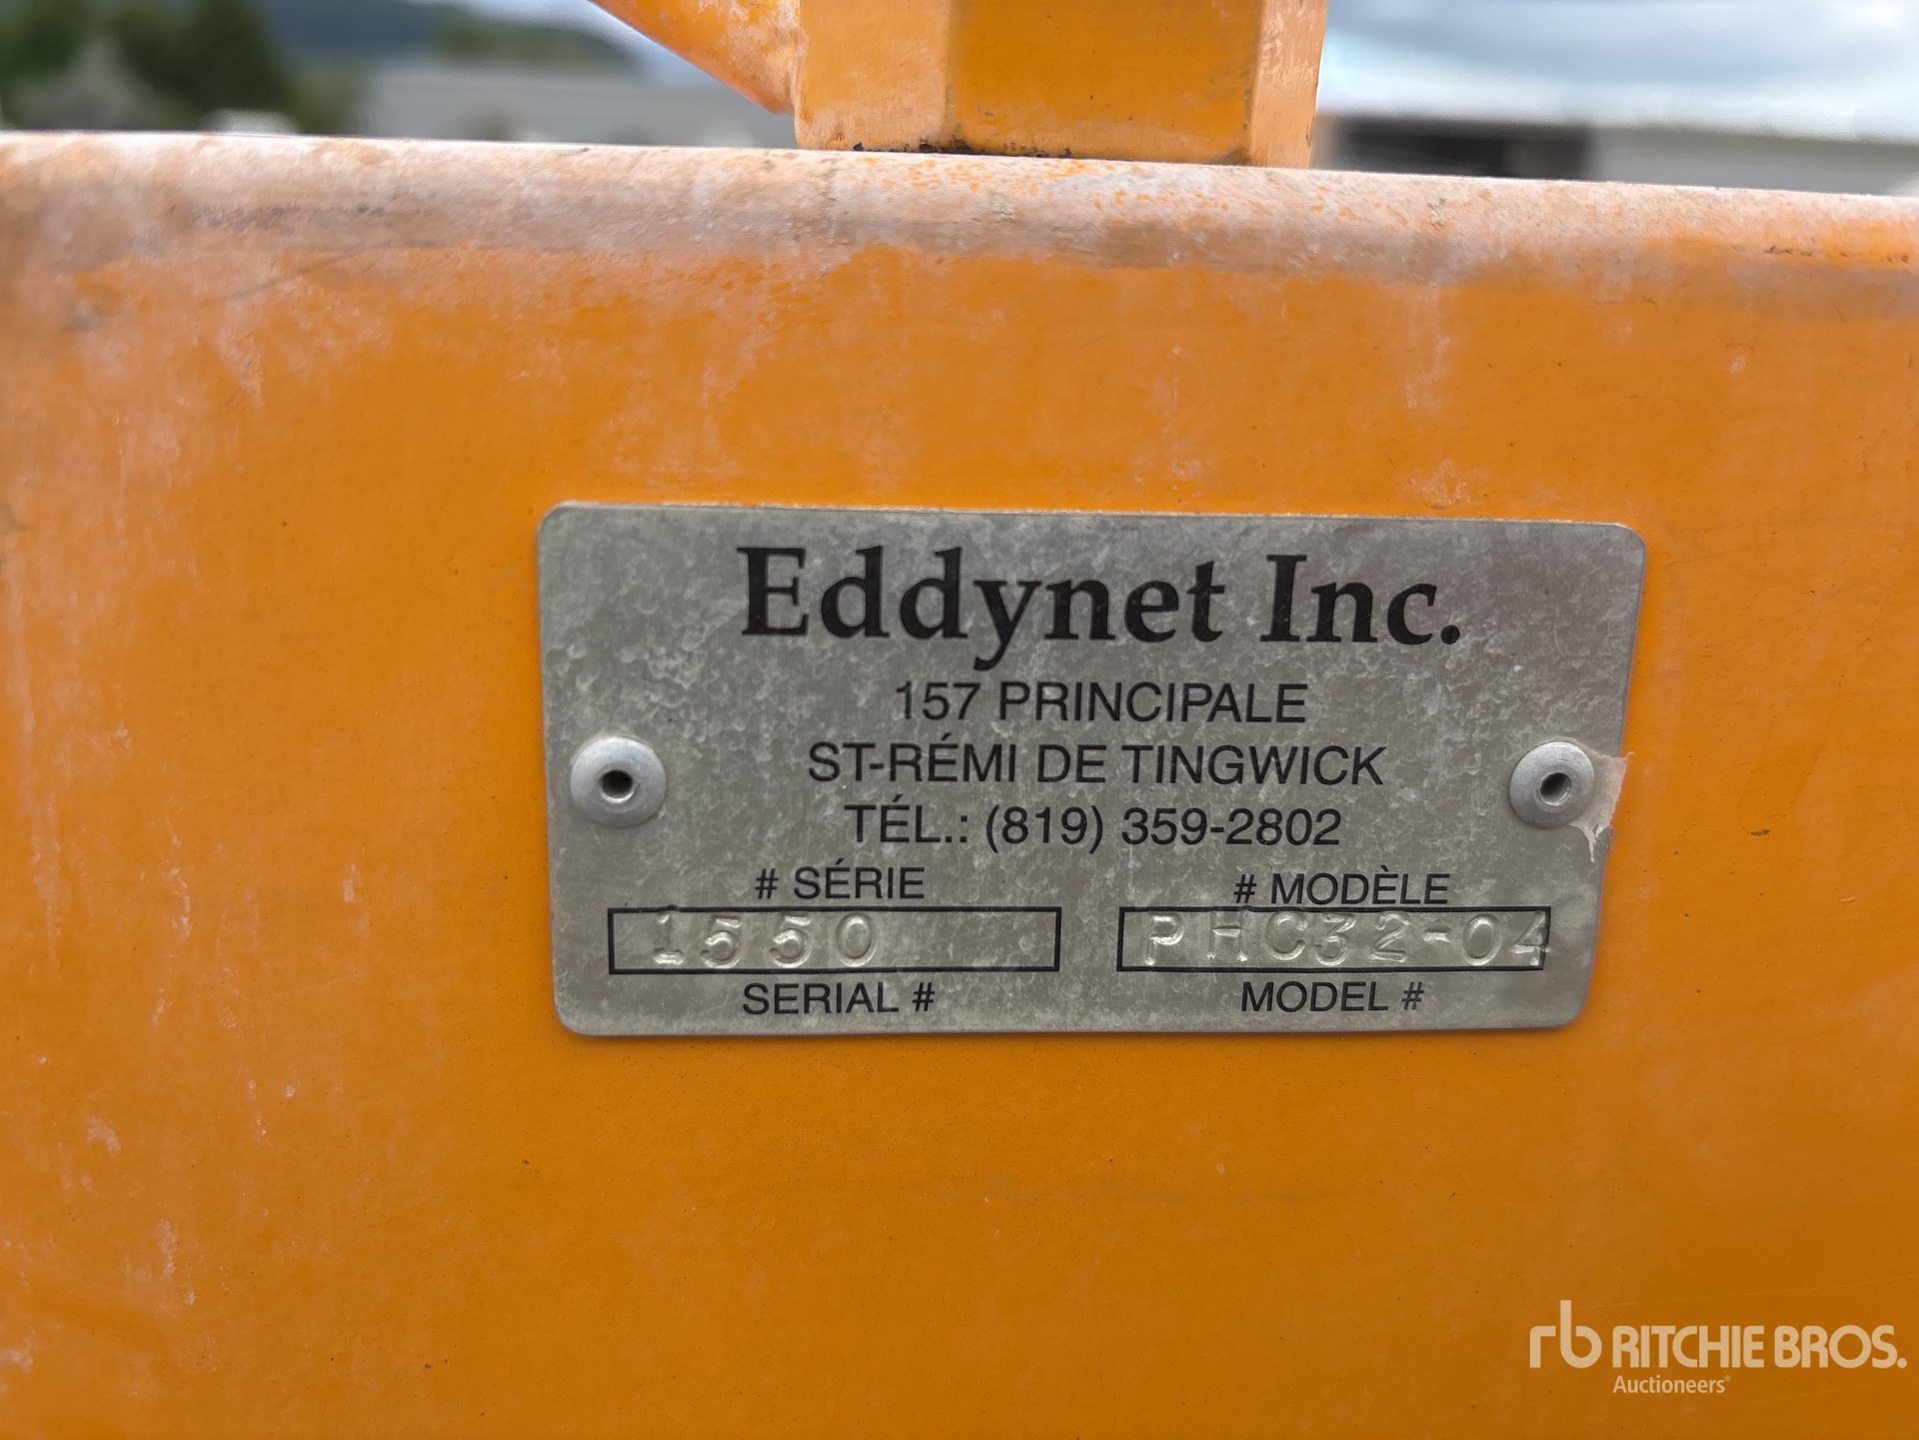 Eddynet Inc.
157 PRINCIPALE
ST-RÉMI DE TINGWICK
TÉL.: (819) 359-2802
# SÉRIE
1550
SERIAL #
# MODÈLE
PHC32-04
MODEL #
rb RITCHIE BROS.
Auctioneers®